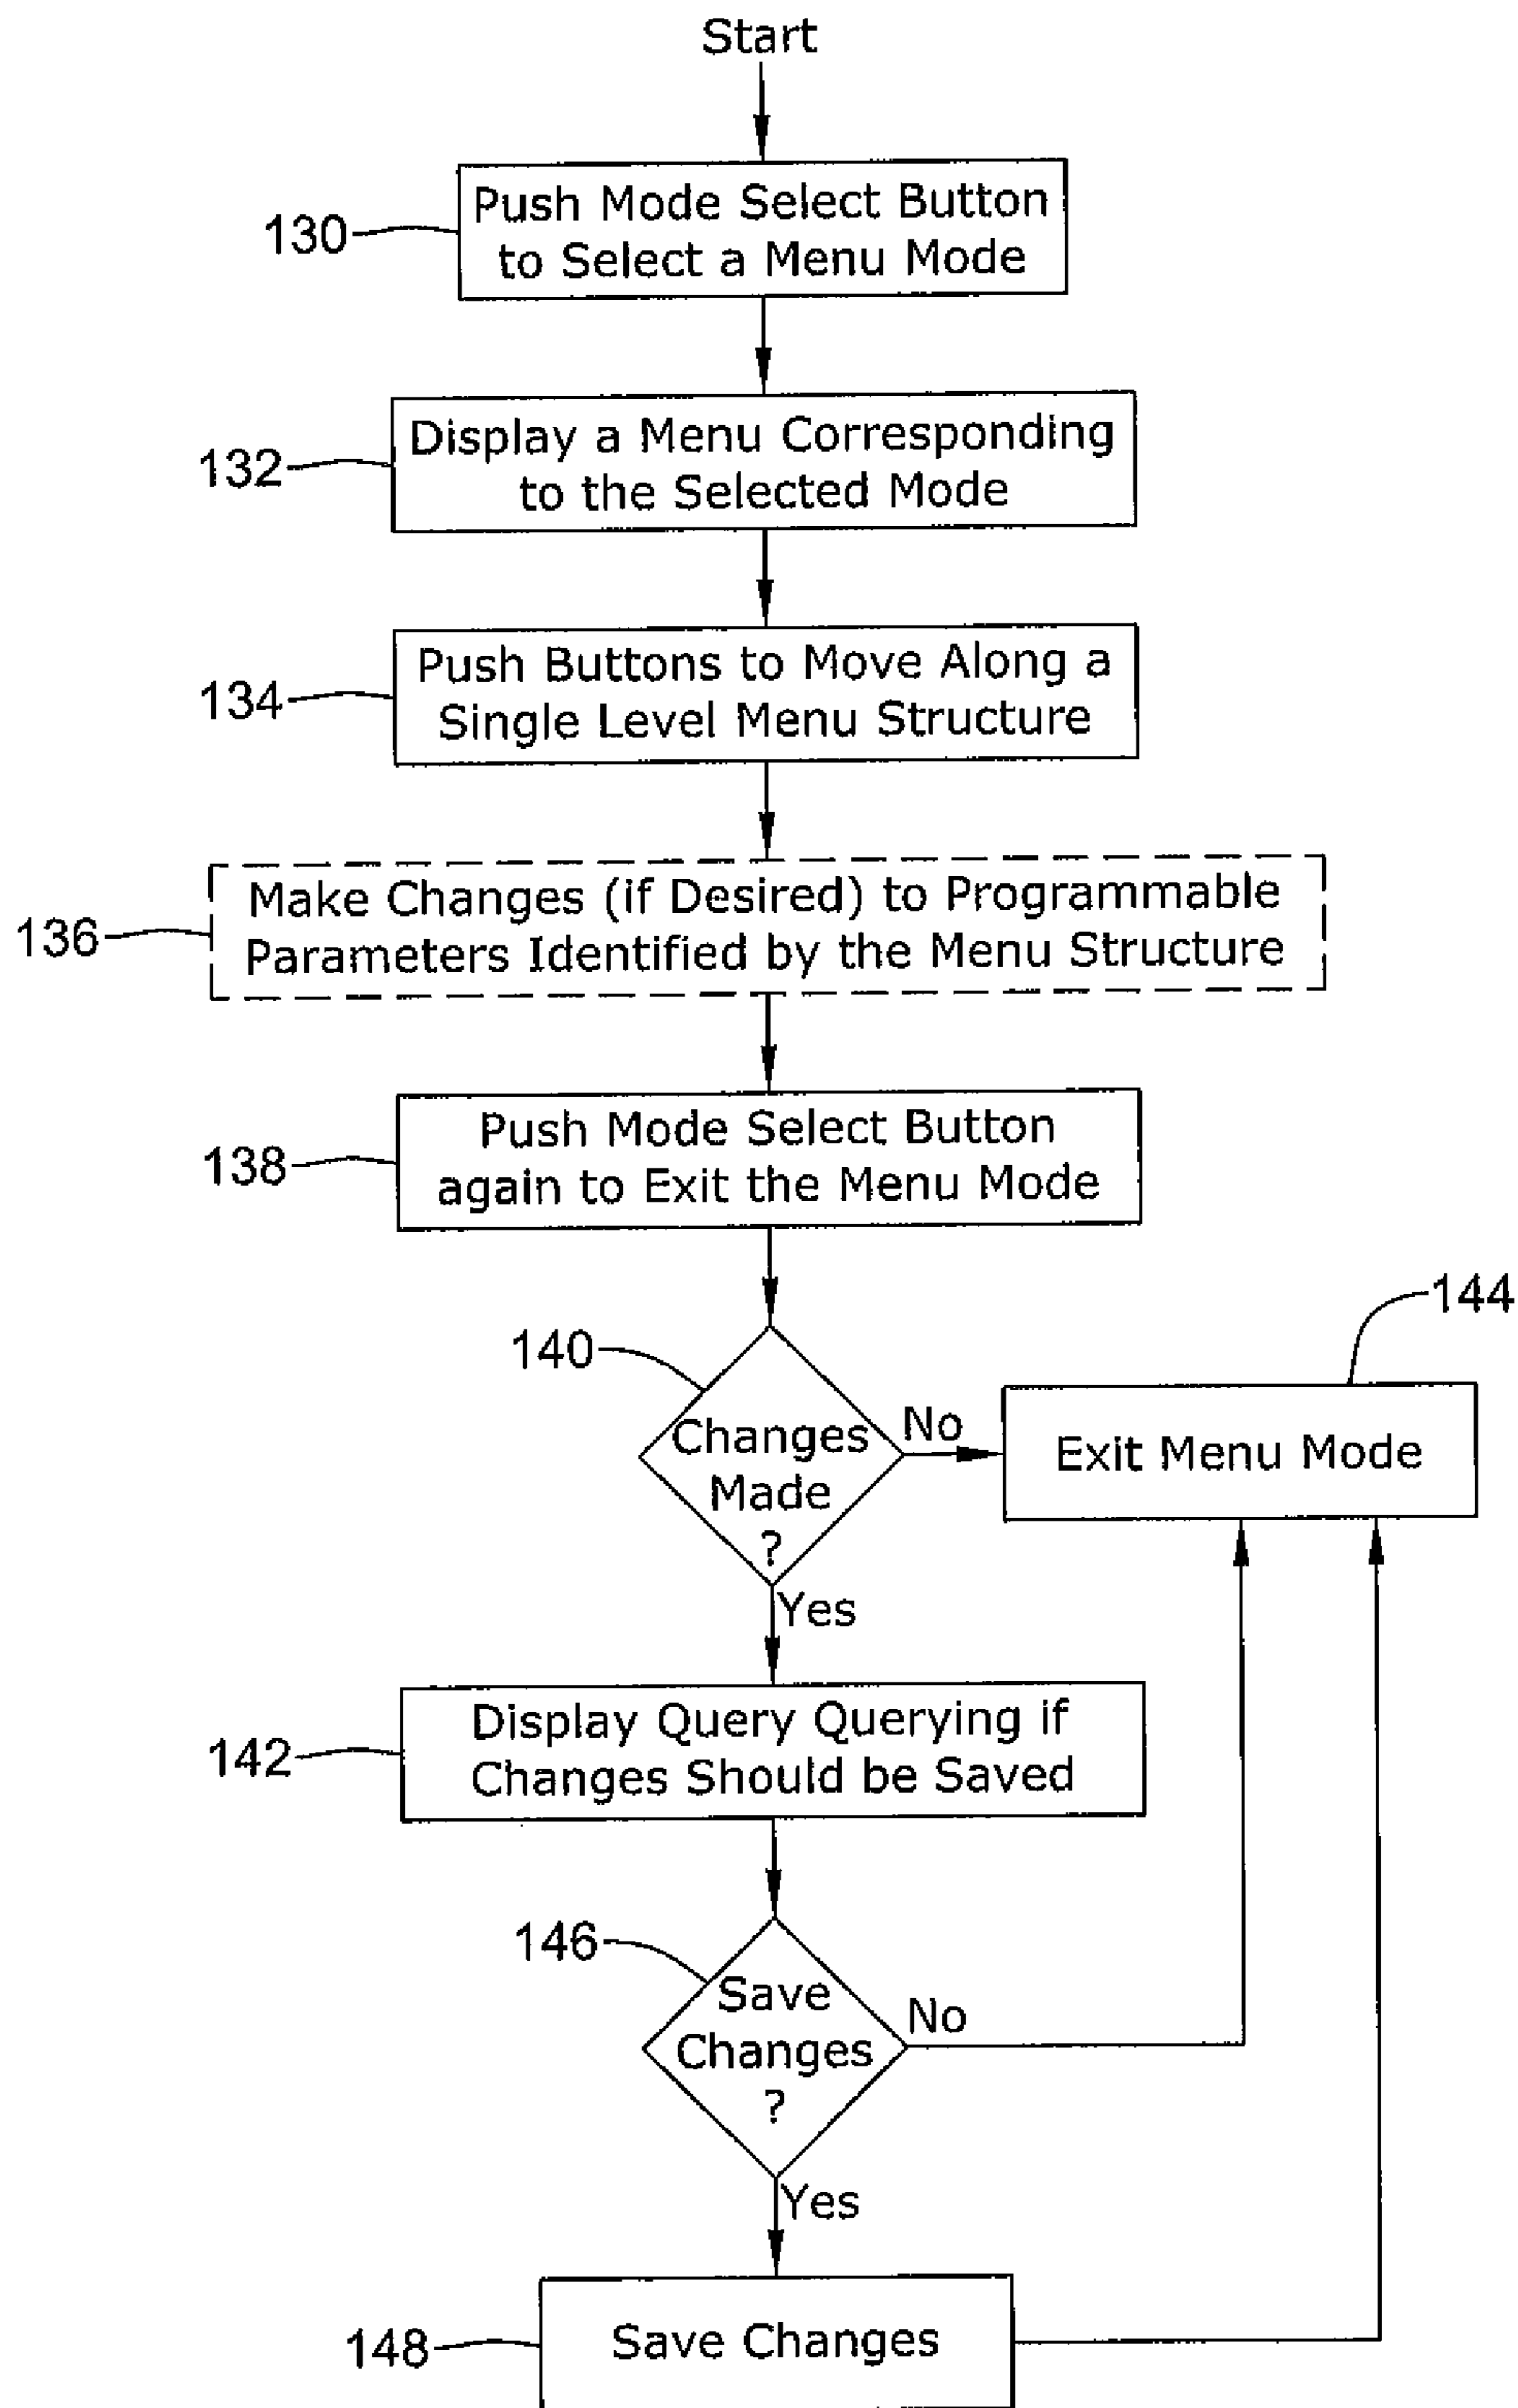 Start
130
Push Mode Select Button
to Select a Menu Mode
132
Display a Menu Corresponding
to the Selected Mode
134
Push Buttons to Move Along a
Single Level Menu Structure
136
Make Changes (if Desired) to Programmable
Parameters Identified by the Menu Structure
138
Push Mode Select Button
again to Exit the Menu Mode
140
Changes
Made
?
No
144
Exit Menu Mode
Yes
142
Display Query Querying if
Changes Should be Saved
146
Save
Changes
?
No
Yes
148
Save Changes